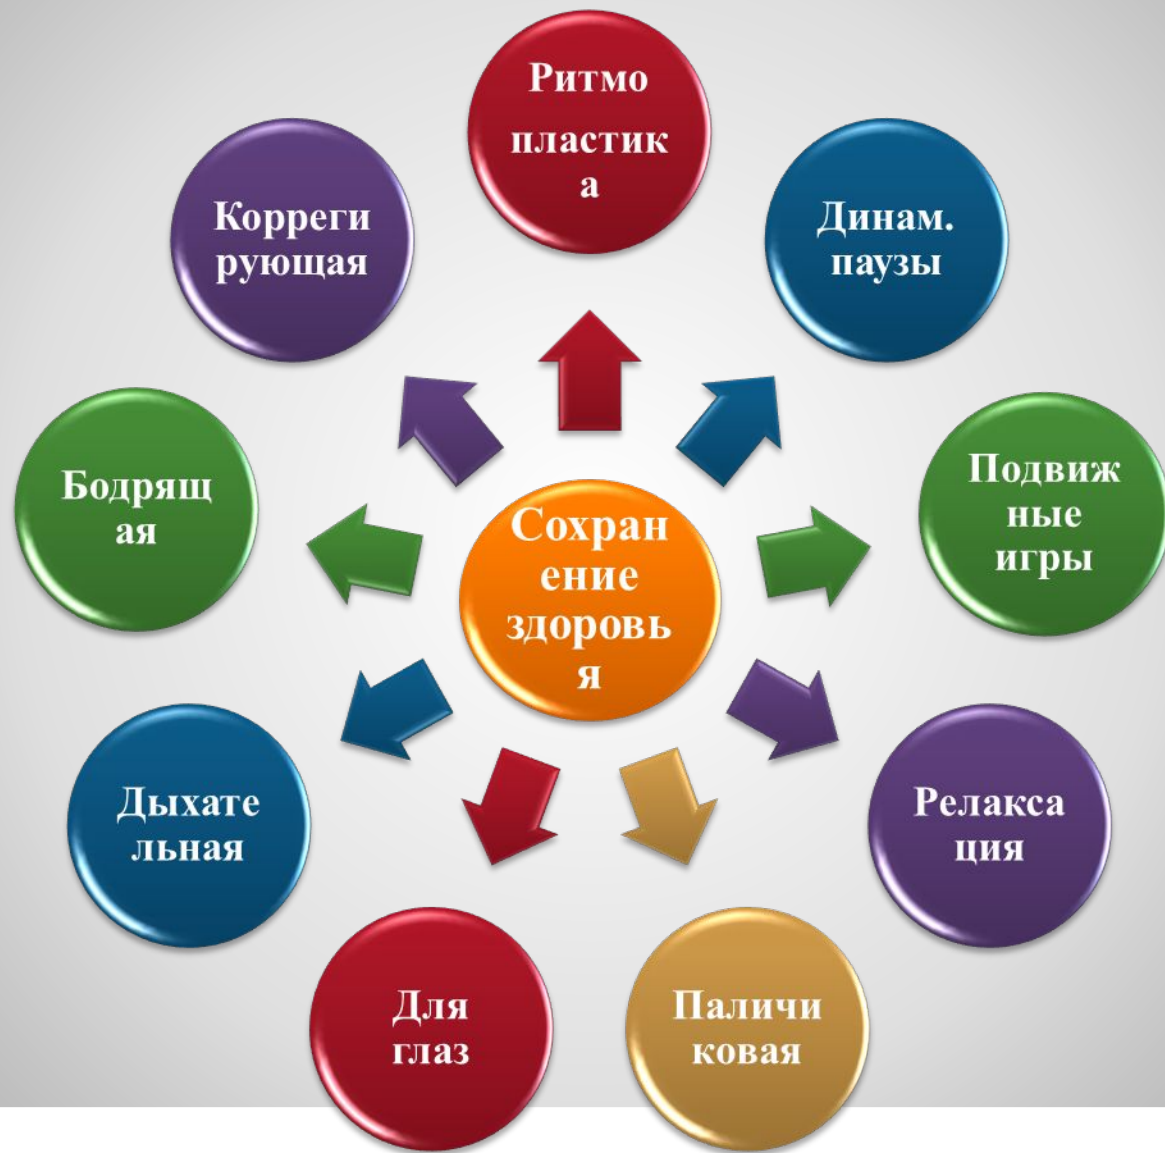 Ритмо
пластик
а
Динам.
паузы
Подвиж
ные
игры
Релакса
ция
Паличи
ковая
Для
глаз
Дыхате
льная
Бодрящ
ая
Корреги
рующая
Сохран
ение
здоровь
я